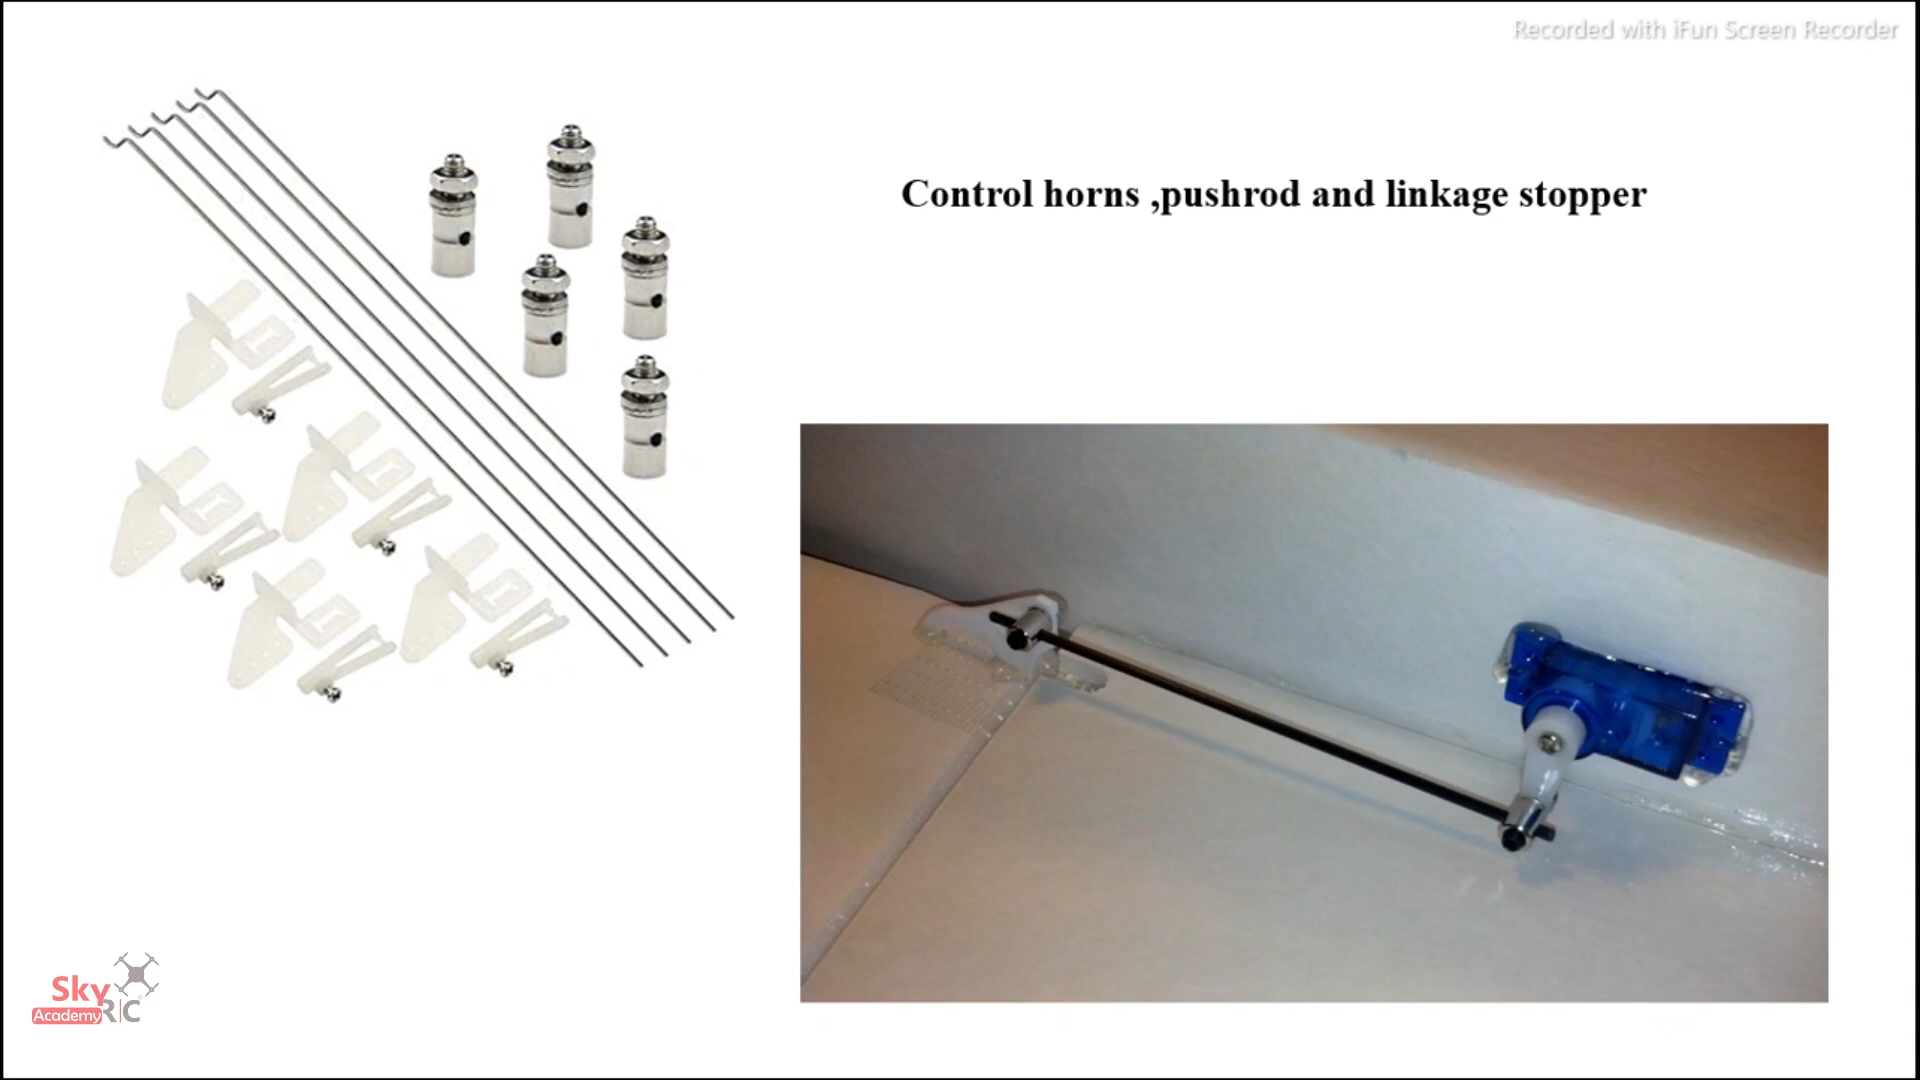 Recorded with iFun Screen Recorder
Control horns ,pushrod and linkage stopper
Sky
Academy RC